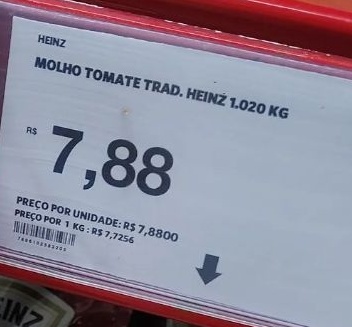 HEINZ
MOLHO TOMATE TRAD. HEINZ 1.020 KG
R$ 7,88
PREÇO POR UNIDADE: R$ 7,8800
PREÇO POR 1 KG : R$ 7,7256
EINZ